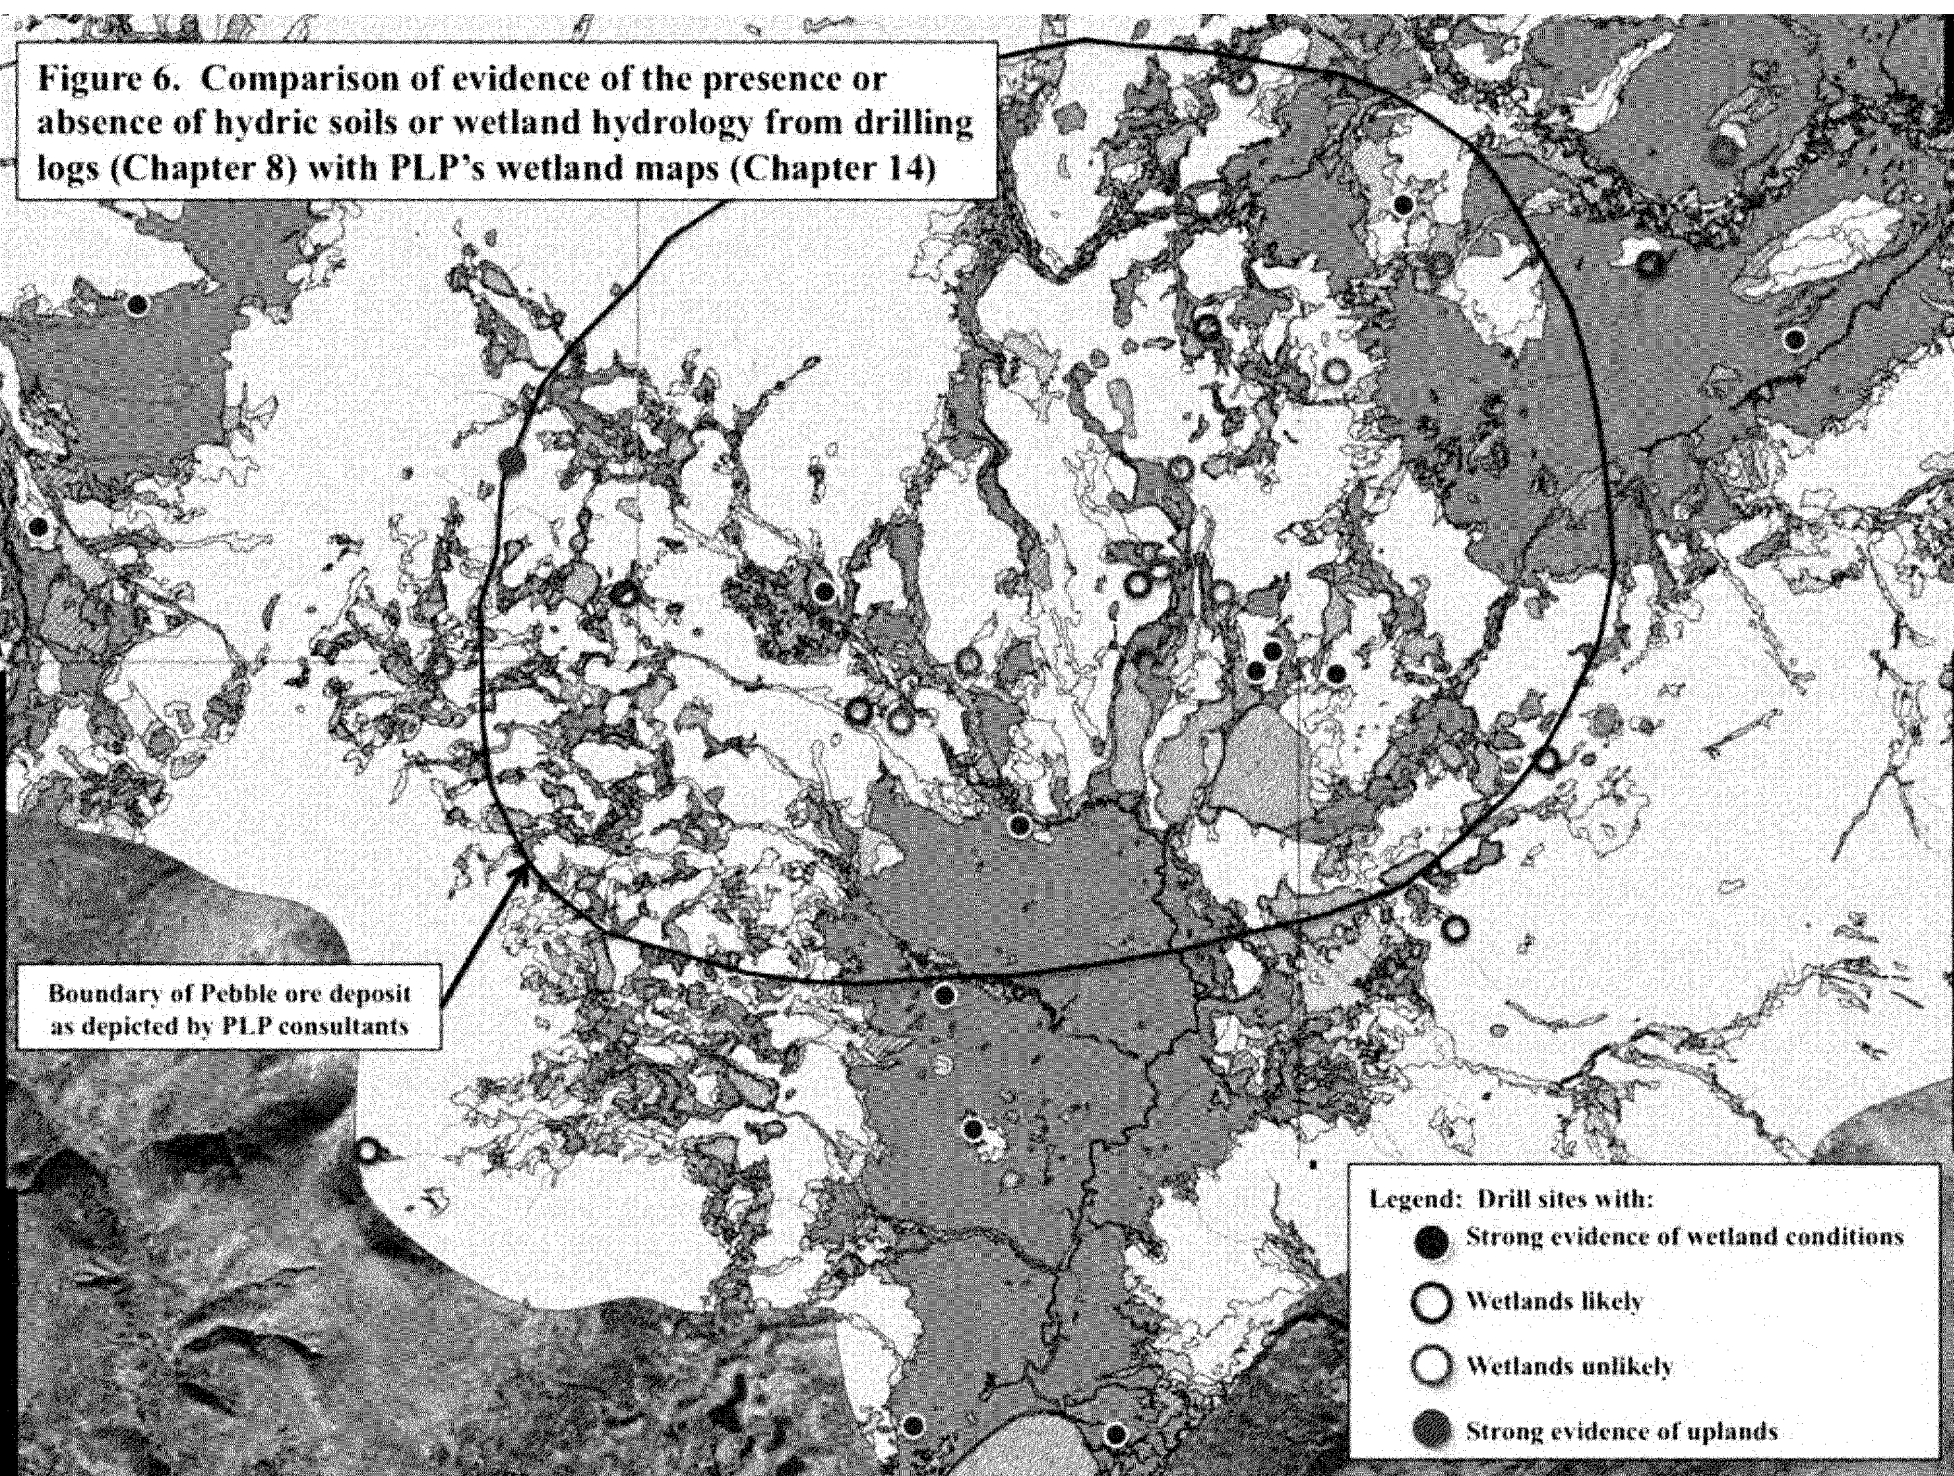 Figure 6.  Comparison of evidence of the presence or
absence of hydric soils or wetland hydrology from drilling
logs (Chapter 8) with PLP's wetland maps (Chapter 14)
Boundary of Pebble ore deposit
as depicted by PLP consultants
Legend:  Drill sites with:
Strong evidence of wetland conditions
Wetlands likely
Wetlands unlikely
Strong evidence of uplands